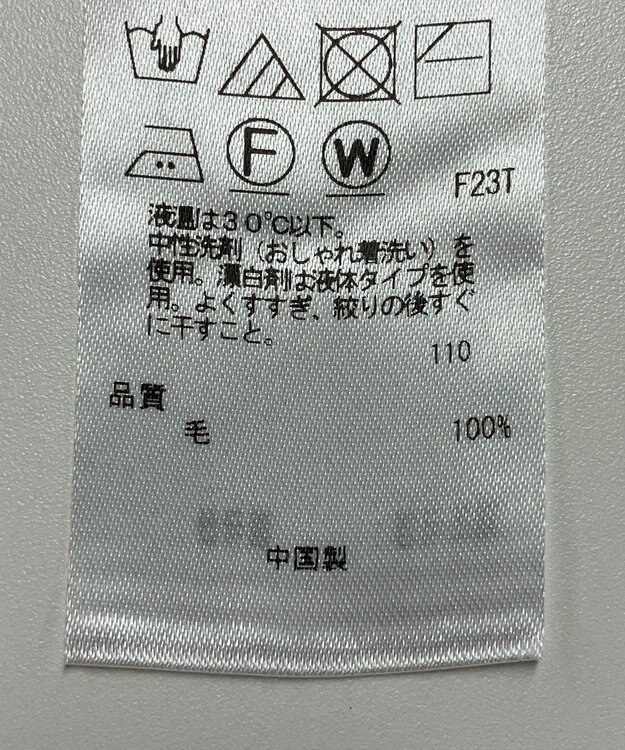 F
W
F23T
液温は30℃以下。
中性洗剤（おしゃれ着洗い）を
使用。漂白剤は液体タイプを使
用。よくすすぎ、絞りの後すぐ
に干すこと。
110
品質
毛 100%
中国製